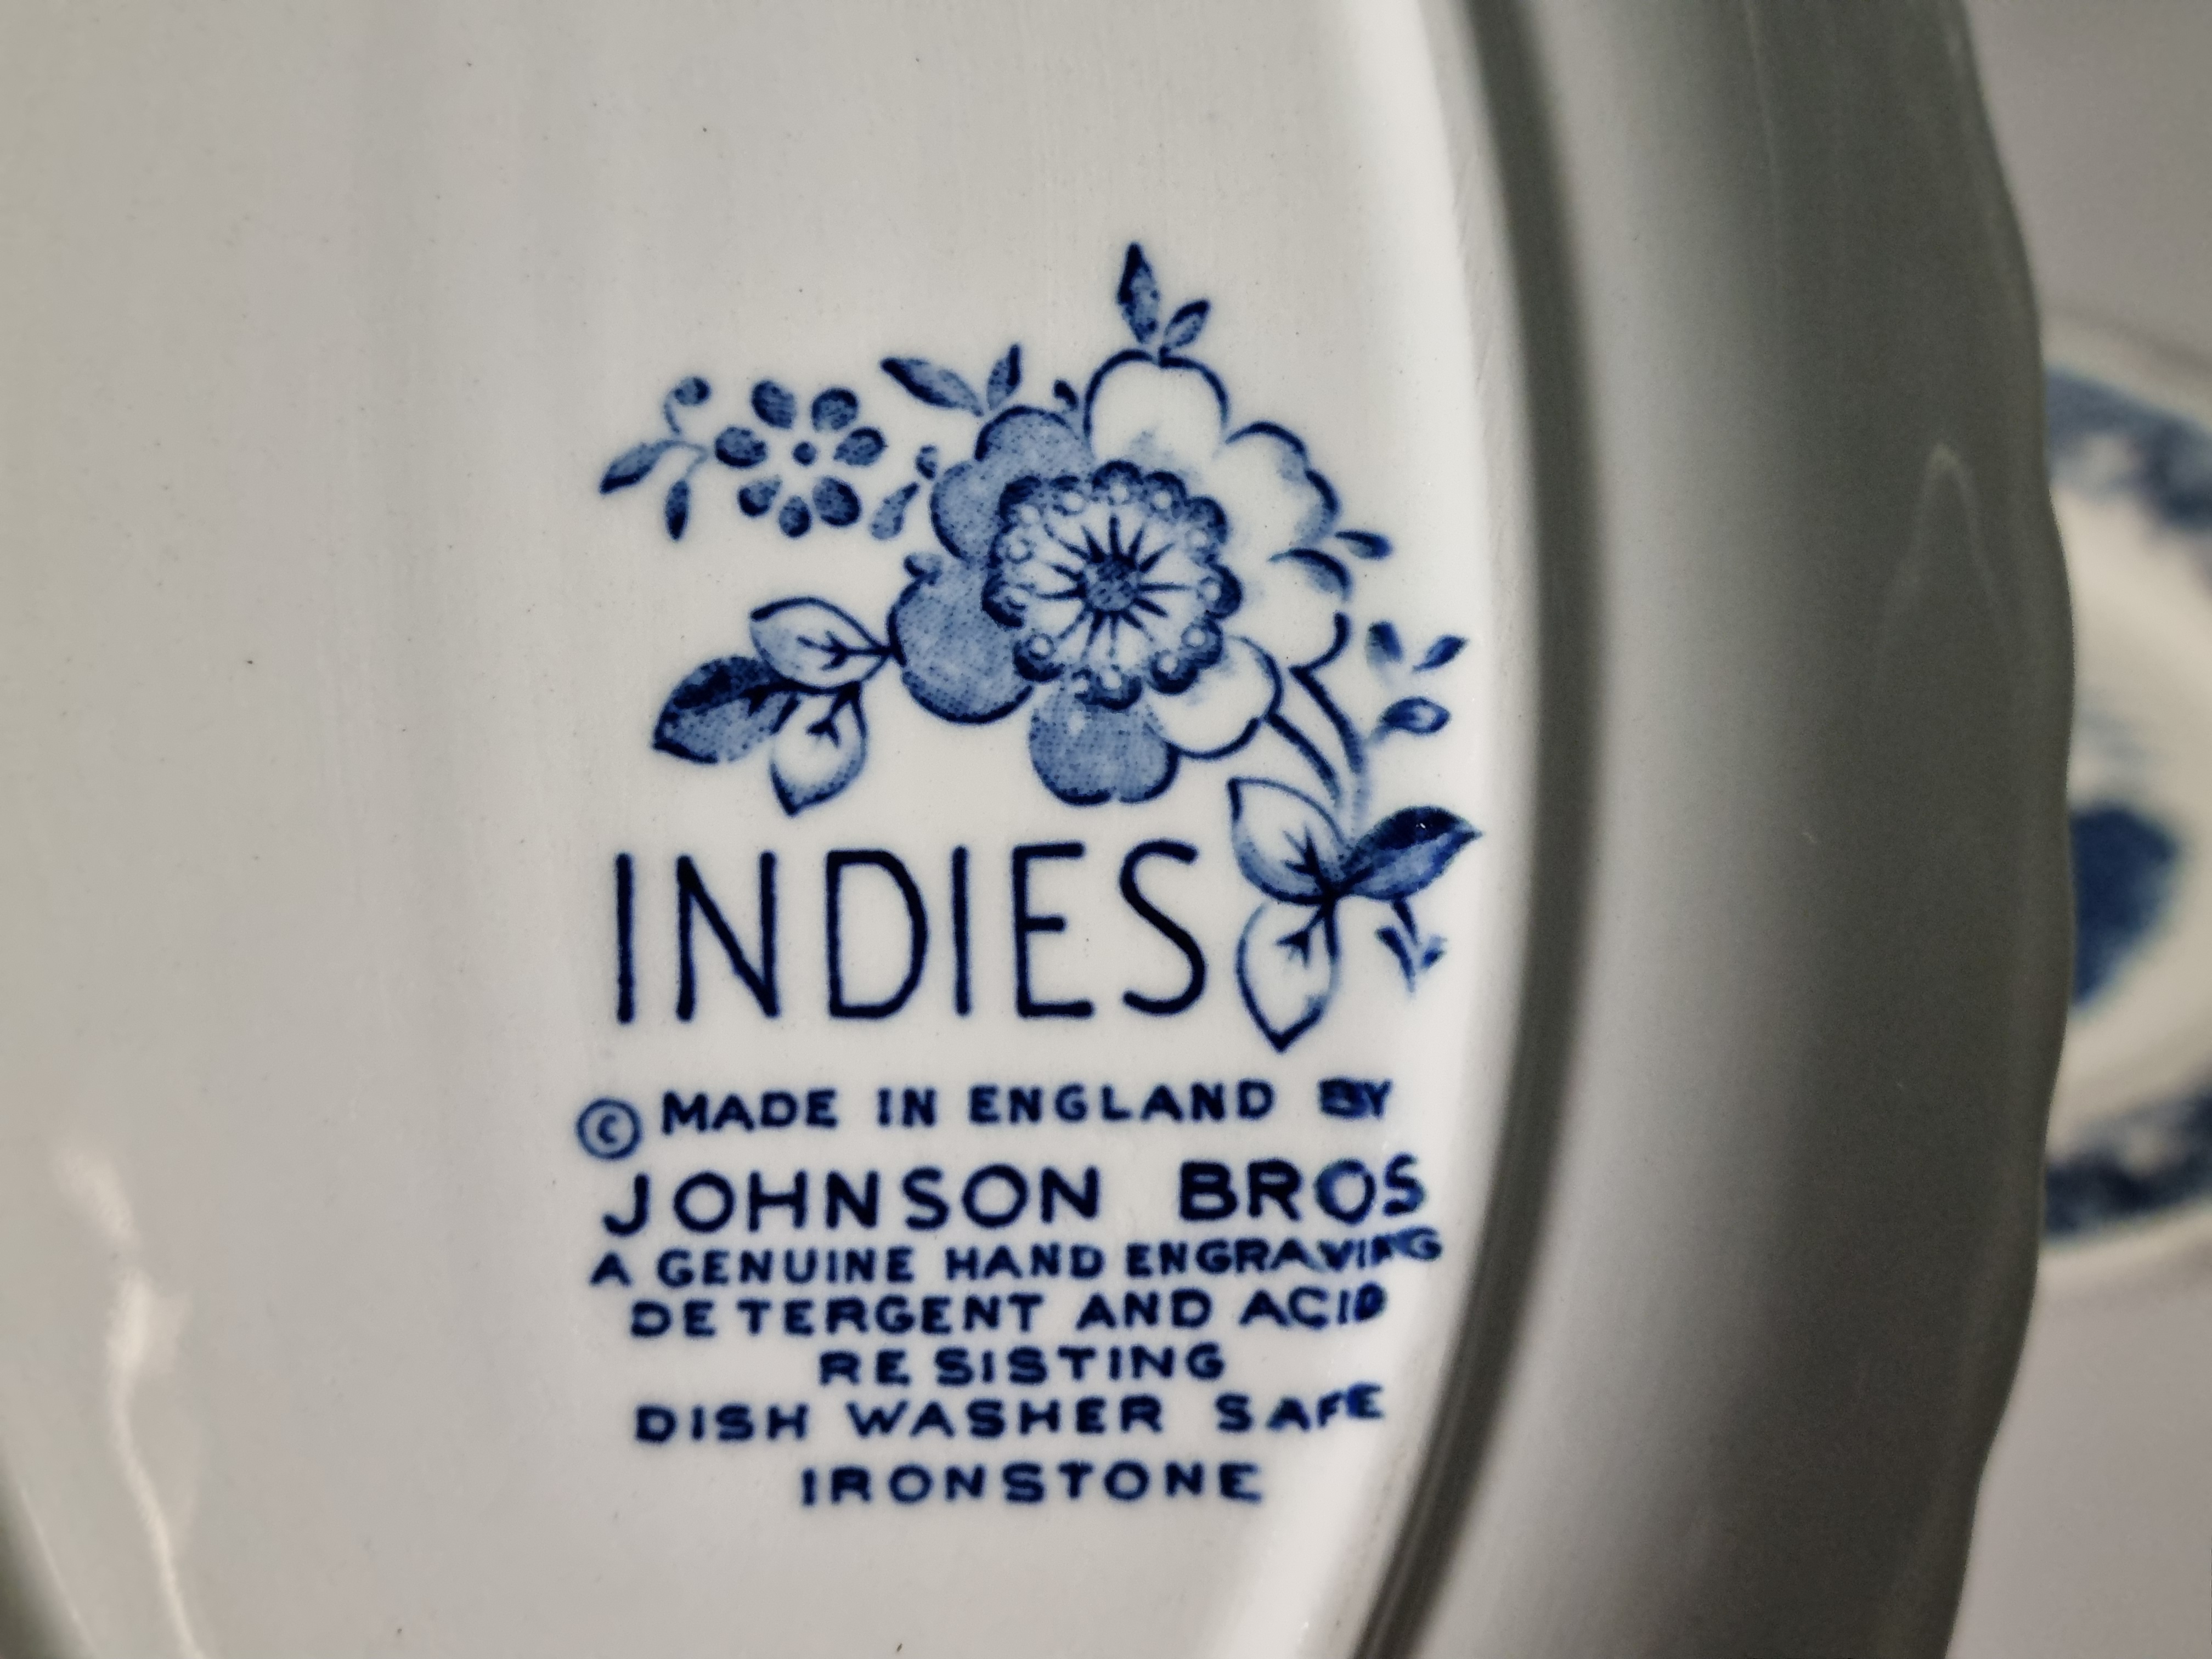 INDIES
© MADE IN ENGLAND BY
JOHNSON BROS
A GENUINE HAND ENGRAVING
DETERGENT AND ACID
RESISTING
DISH WASHER SAFE
IRONSTONE